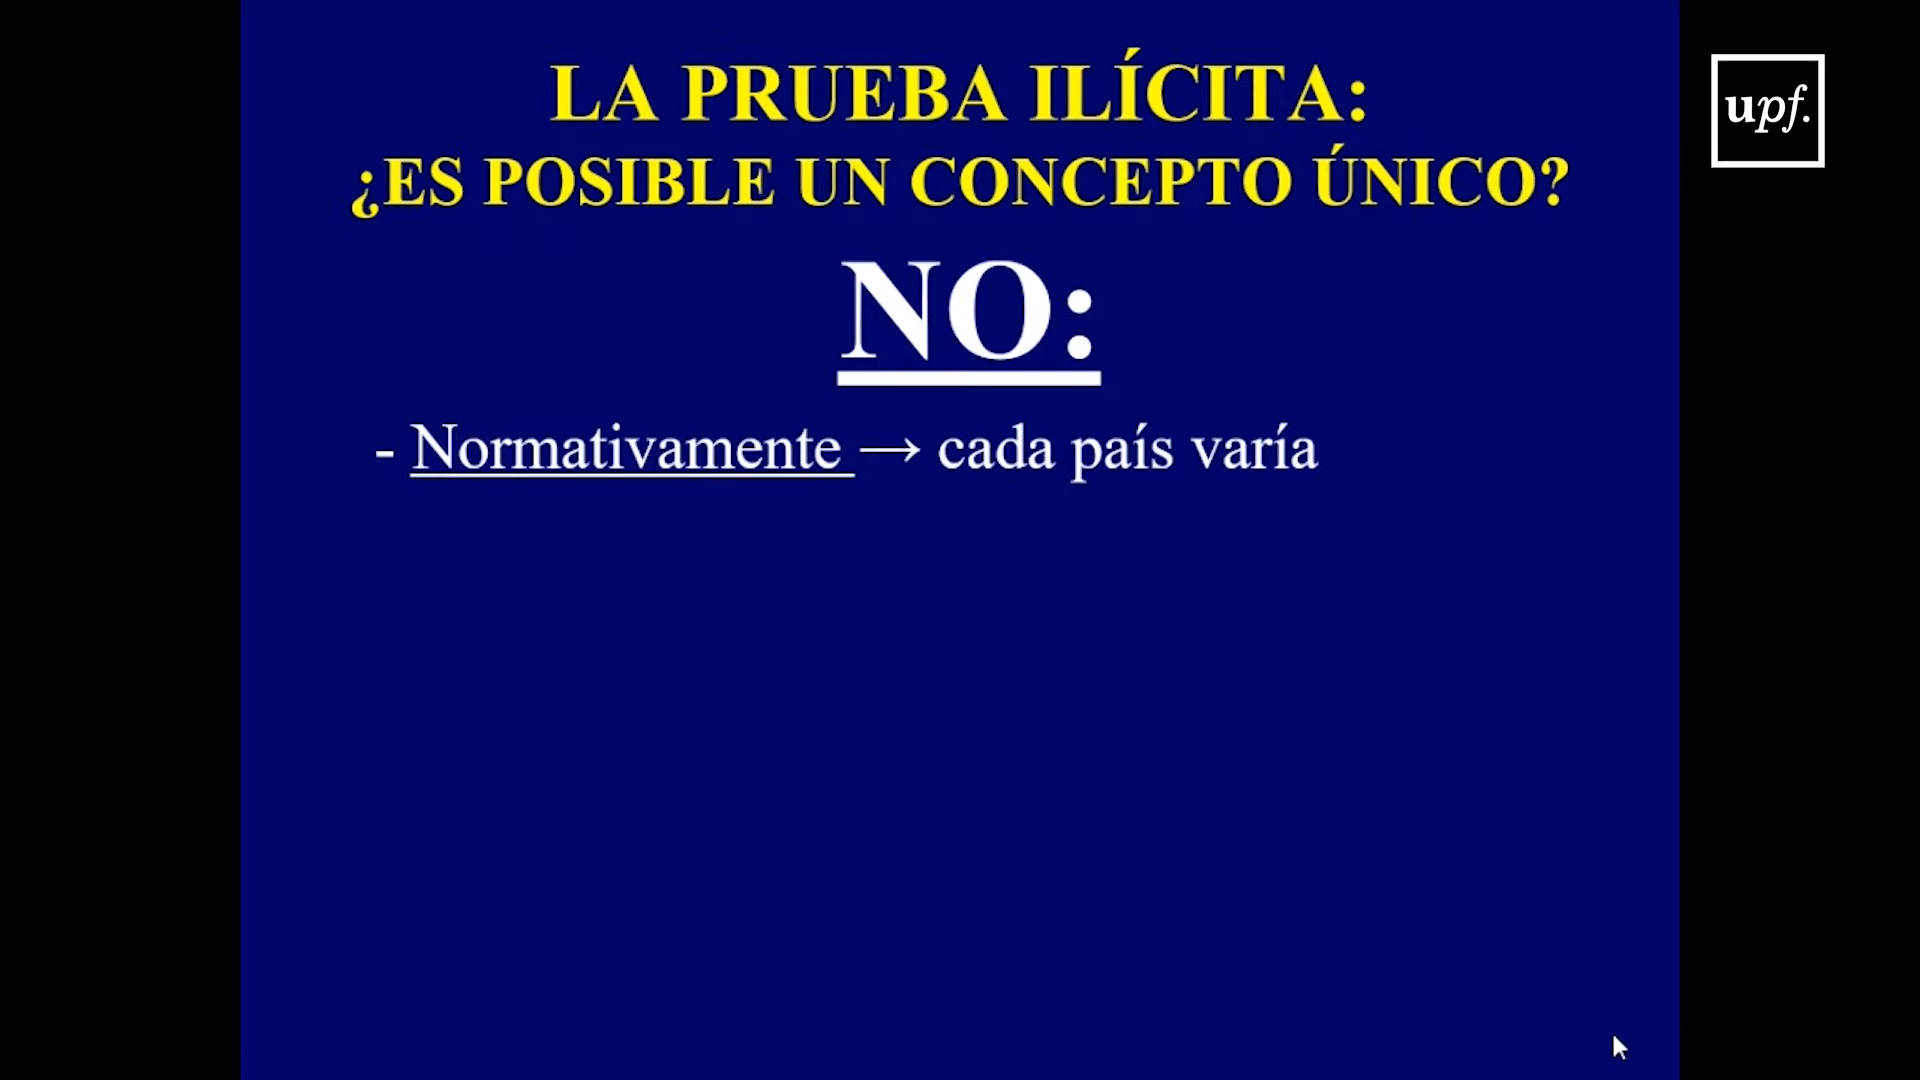 LA PRUEBA ILÍCITA:
¿ES POSIBLE UN CONCEPTO ÚNICO?
NO:
- Normativamente → cada país varía
upf.